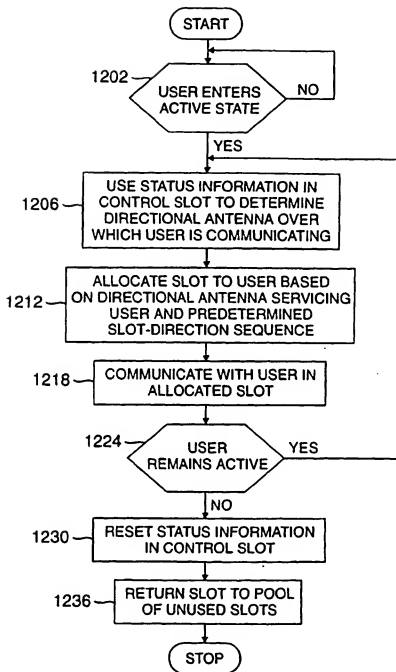 START
1202
USER ENTERS
ACTIVE STATE
NO
YES
1206
USE STATUS INFORMATION IN
CONTROL SLOT TO DETERMINE
DIRECTIONAL ANTENNA OVER
WHICH USER IS COMMUNICATING
1212
ALLOCATE SLOT TO USER BASED
ON DIRECTIONAL ANTENNA SERVICING
USER AND PREDETERMINED
SLOT-DIRECTION SEQUENCE
1218
COMMUNICATE WITH USER IN
ALLOCATED SLOT
1224
USER
REMAINS ACTIVE
YES
NO
1230
RESET STATUS INFORMATION
IN CONTROL SLOT
1236
RETURN SLOT TO POOL
OF UNUSED SLOTS
STOP